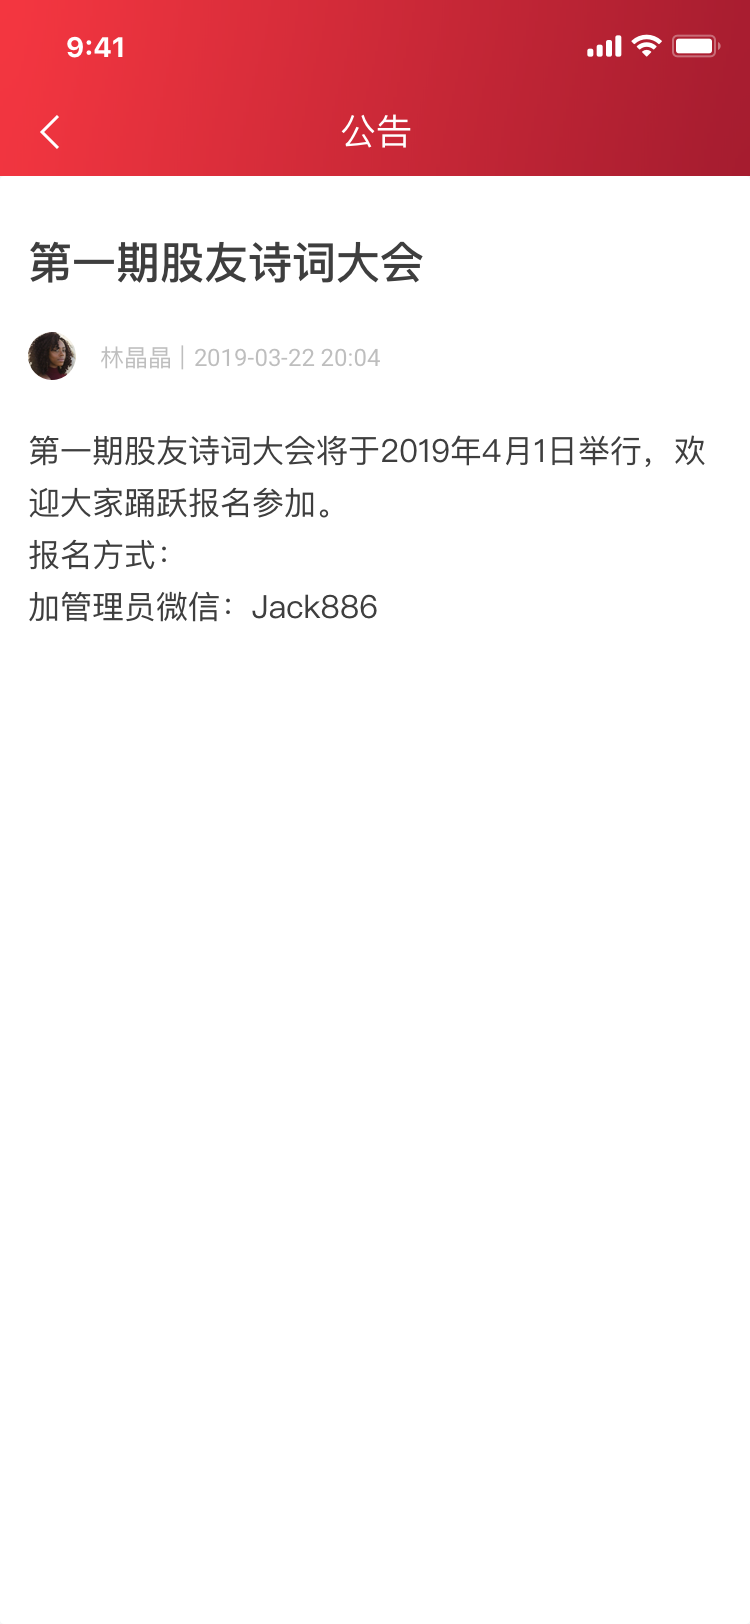 9:41
公告
第一期股友诗词大会
林晶晶 | 2019-03-22 20:04
第一期股友诗词大会将于2019年4月1日举行，欢
迎大家踊跃报名参加。
报名方式：
加管理员微信：Jack886